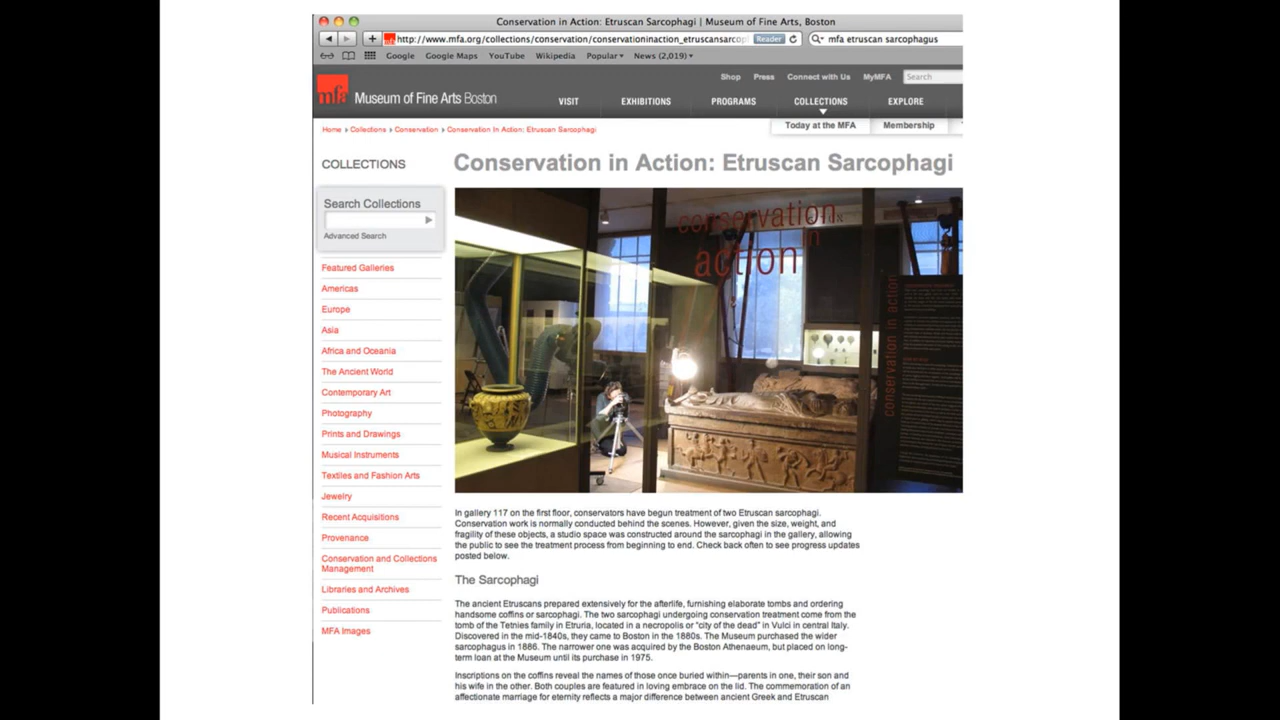 Conservation in Action: Etruscan Sarcophagi | Museum of Fine Arts, Boston
http://www.mfa.org/collections/conservation/conservationinaction_etruscansarcop
Reader
mfa etruscan sarcophagus
Google Google Maps YouTube Wikipedia Popular News (2,019)
Shop Press Connect with Us MyMFA Search
mfa Museum of Fine Arts Boston
VISIT EXHIBITIONS PROGRAMS COLLECTIONS EXPLORE
Today at the MFA Membership
Home Collections Conservation Conservation In Action: Etruscan Sarcophagi
COLLECTIONS
Search Collections
Advanced Search
Featured Galleries
Americas
Europe
Asia
Africa and Oceania
The Ancient World
Contemporary Art
Photography
Prints and Drawings
Musical Instruments
Textiles and Fashion Arts
Jewelry
Recent Acquisitions
Provenance
Conservation and Collections
Management
Libraries and Archives
Publications
MFA Images
Conservation in Action: Etruscan Sarcophagi
conservation
in
action
conservation in action
In gallery 117 on the first floor, conservators have begun treatment of two Etruscan sarcophagi.
Conservation work is normally conducted behind the scenes. However, given the size, weight, and
fragility of these objects, a studio space was constructed around the sarcophagi in the gallery, allowing
the public to see the treatment process from beginning to end. Check back often to see progress updates
posted below.
The Sarcophagi
The ancient Etruscans prepared extensively for the afterlife, furnishing elaborate tombs and ordering
handsome coffins or sarcophagi. The two sarcophagi undergoing conservation treatment come from the
tomb of the Tetnies family in Etruria, located in a necropolis or "city of the dead" in Vulci in central Italy.
Discovered in the mid-1840s, they came to Boston in the 1880s. The Museum purchased the wider
sarcophagus in 1886. The narrower one was acquired by the Boston Athenaeum, but placed on long-
term loan at the Museum until its purchase in 1975.
Inscriptions on the coffins reveal the names of those once buried within—parents in one, their son and
his wife in the other. Both couples are featured in loving embrace on the lid. The commemoration of an
affectionate marriage for eternity reflects a major difference between ancient Greek and Etruscan